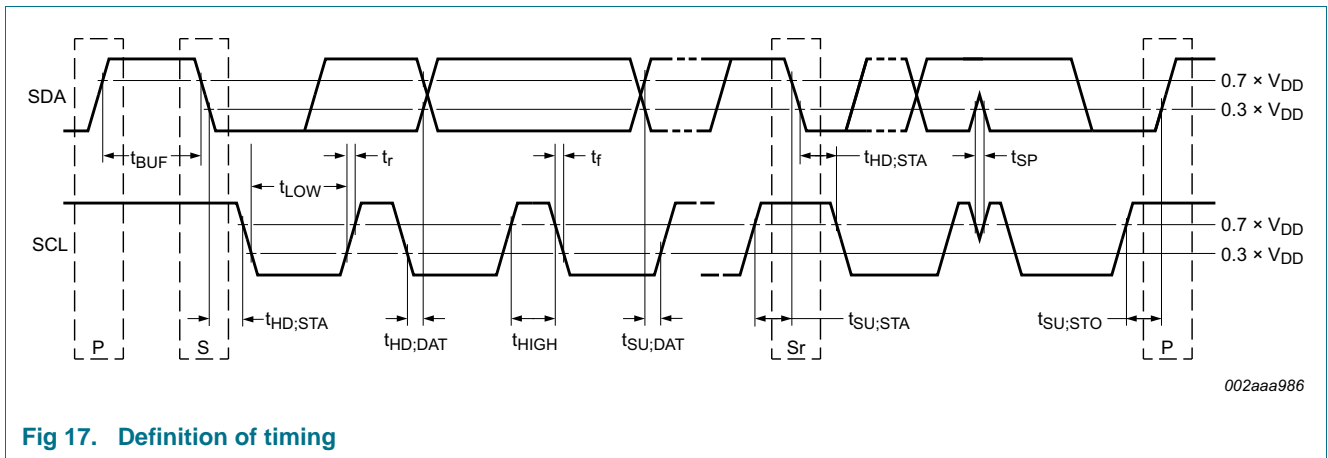 SDA
0.7 × VDD
0.3 × VDD
tBUF
tLOW
tr
tf
tHD;STA
tSP
SCL
0.7 × VDD
0.3 × VDD
tHD;STA
tHD;DAT
tHIGH
tSU;DAT
tSU;STA
tSU;STO
P
S
Sr
P
002aaa986
Fig 17. Definition of timing